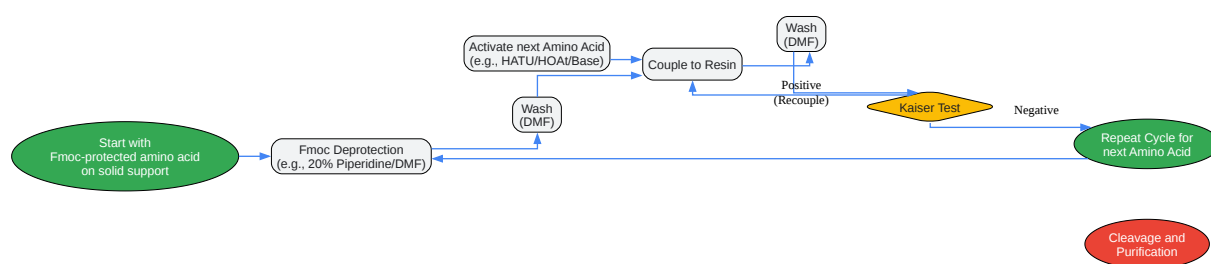 Start with
Fmoc-protected amino acid
on solid support
Fmoc Deprotection
(e.g., 20% Piperidine/DMF)
Wash
(DMF)
Activate next Amino Acid
(e.g., HATU/HOAt/Base)
Couple to Resin
Wash
(DMF)
Positive
(Recouple)
Kaiser Test
Negative
Repeat Cycle for
next Amino Acid
Cleavage and
Purification